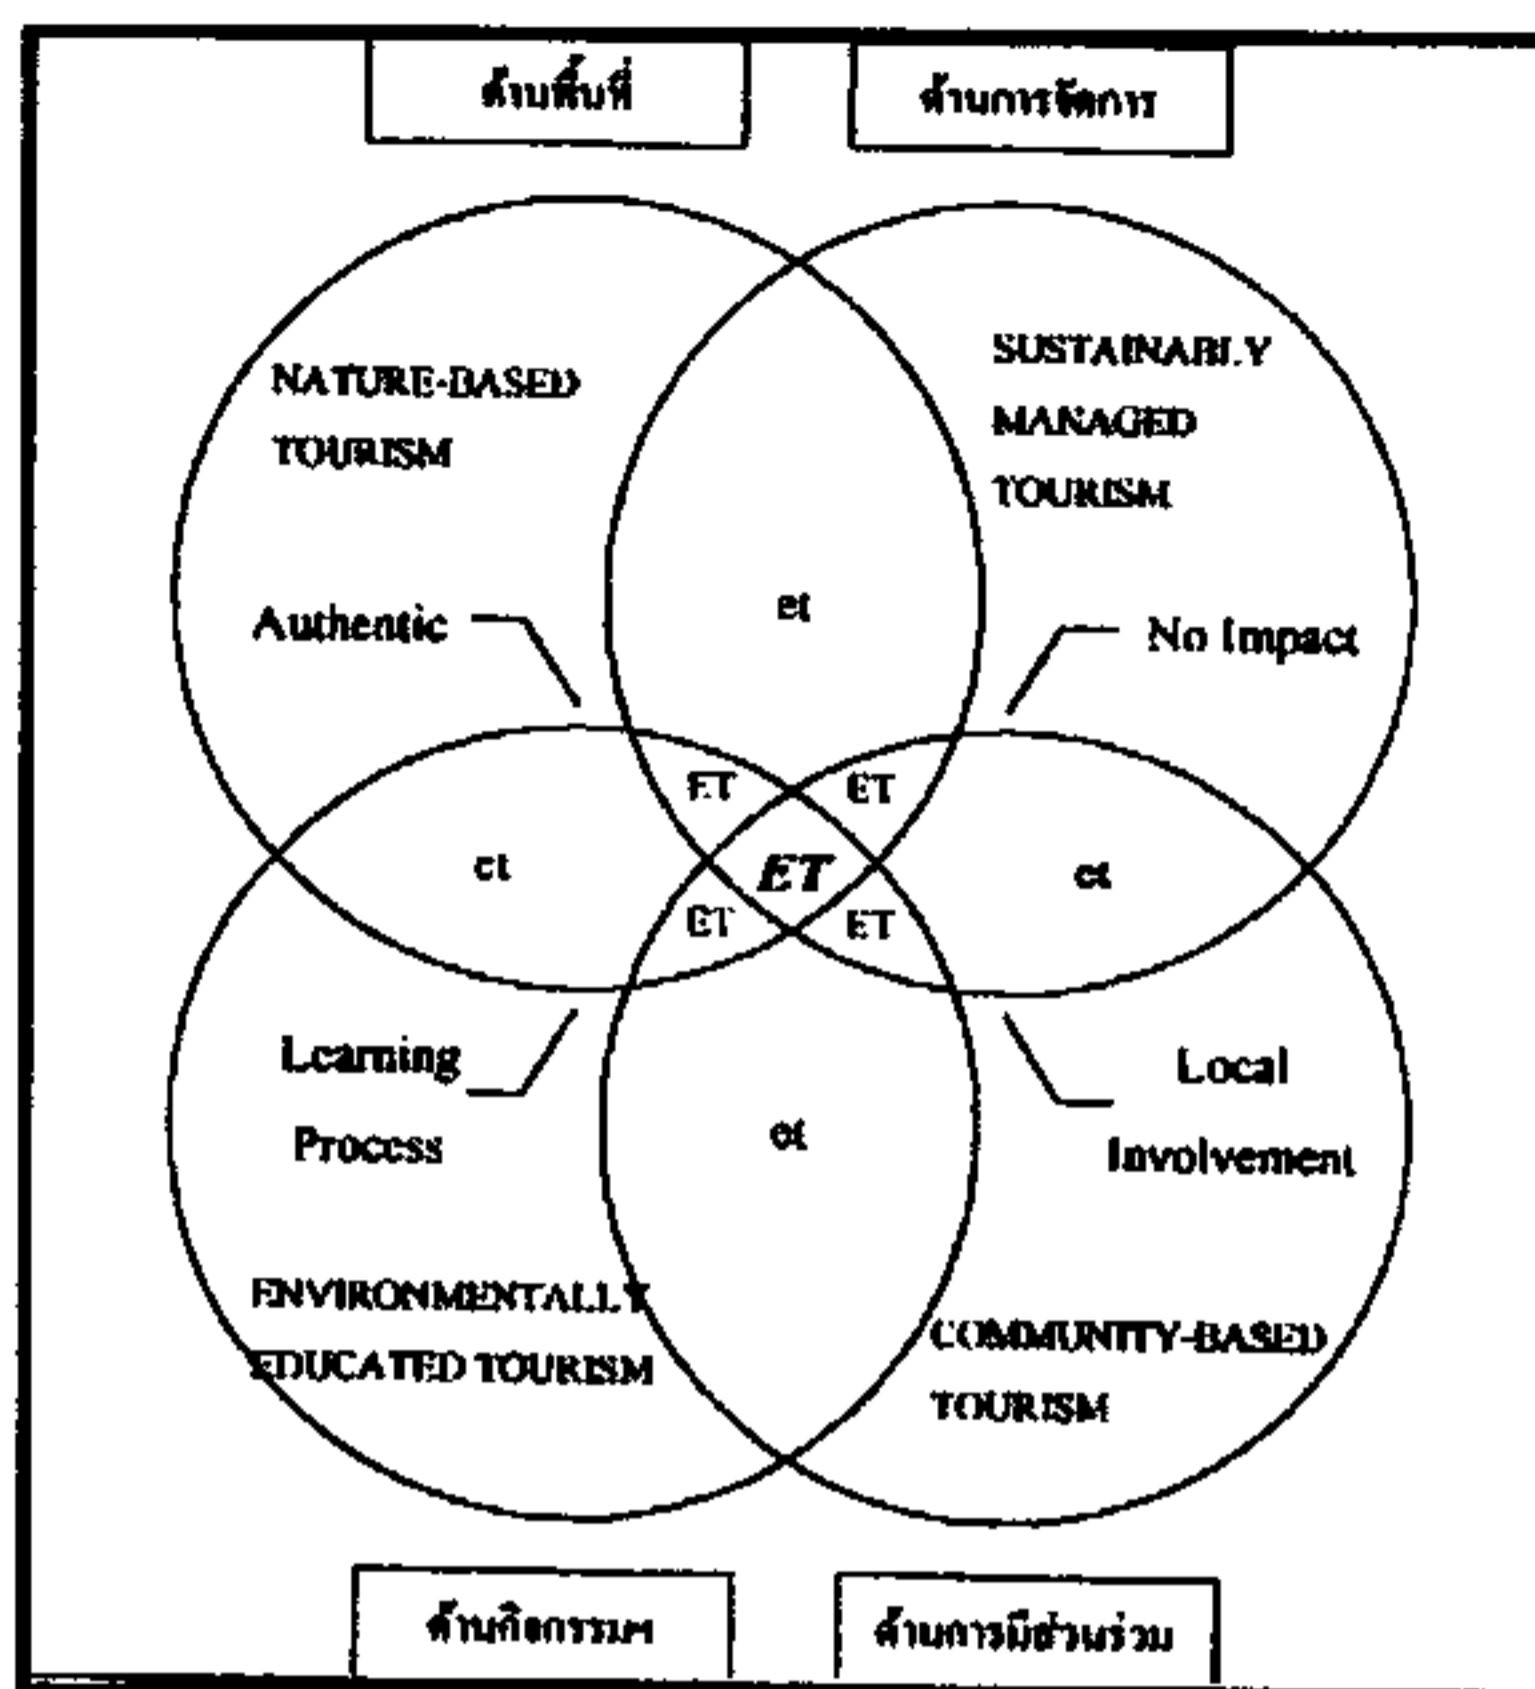 ด้านพื้นที่
ด้านการจัดการ
NATURE-BASED
TOURISM
SUSTAINABLY
MANAGED
TOURISM
Authentic
et
No Impact
ET
ET
et
ET
et
ET
ET
Learning
Process
et
Local
Involvement
ENVIRONMENTALLY
EDUCATED TOURISM
COMMUNITY-BASED
TOURISM
ด้านกิจกรรมฯ
ด้านการมีส่วนร่วม